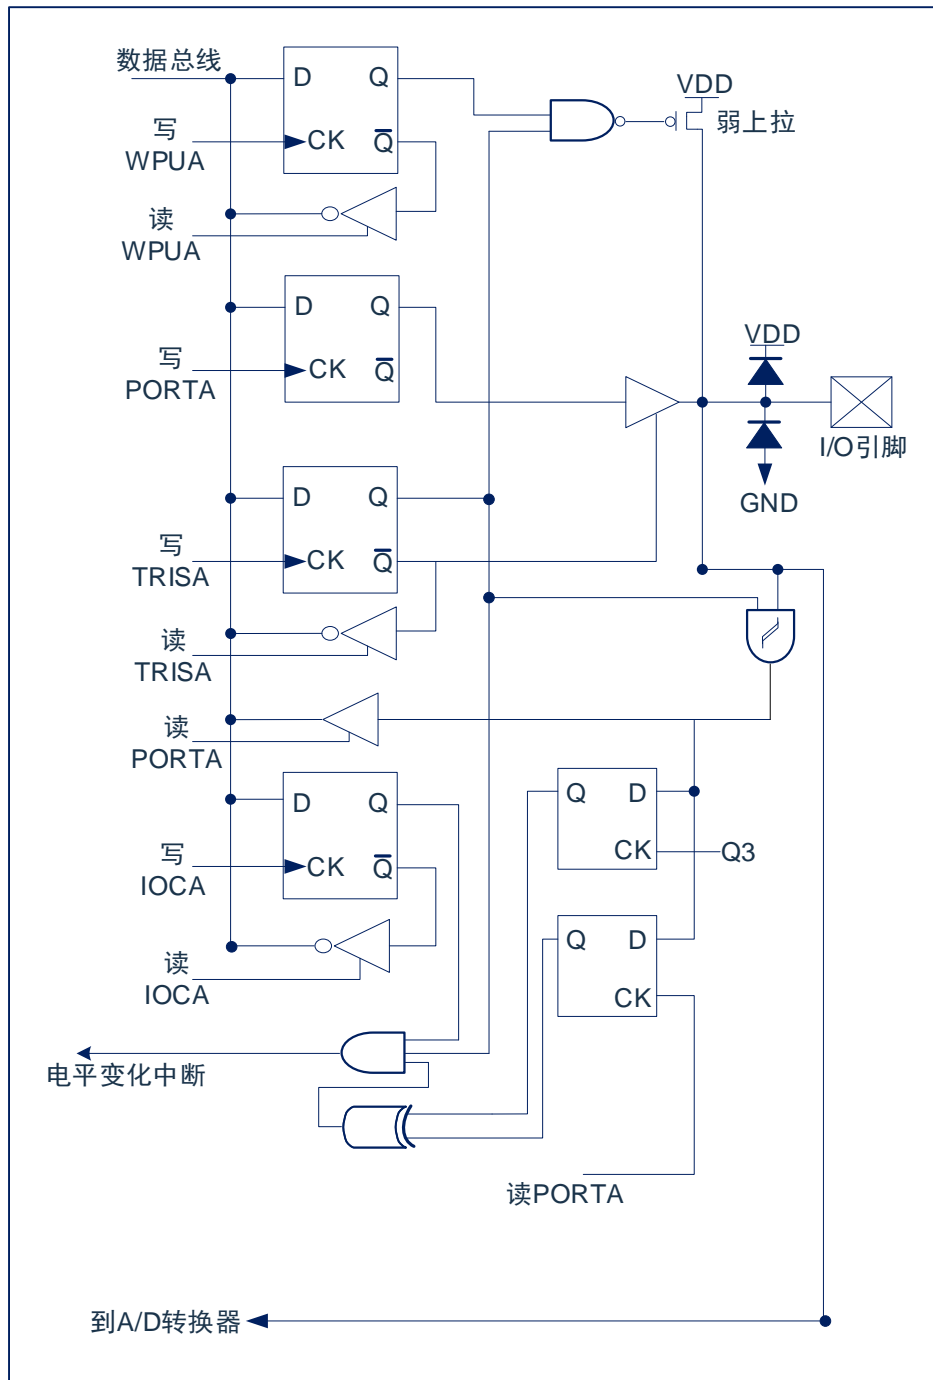 数据总线
D
Q
VDD
写
WPUA
CK
Q
弱上拉
读
WPUA
D
Q
VDD
写
PORTA
CK
Q
I/O引脚
D
Q
GND
写
TRISA
CK
Q
读
TRISA
读
PORTA
D
Q
Q
D
写
IOCA
CK
Q
CK
Q3
读
IOCA
Q
D
CK
电平变化中断
读PORTA
到A/D转换器